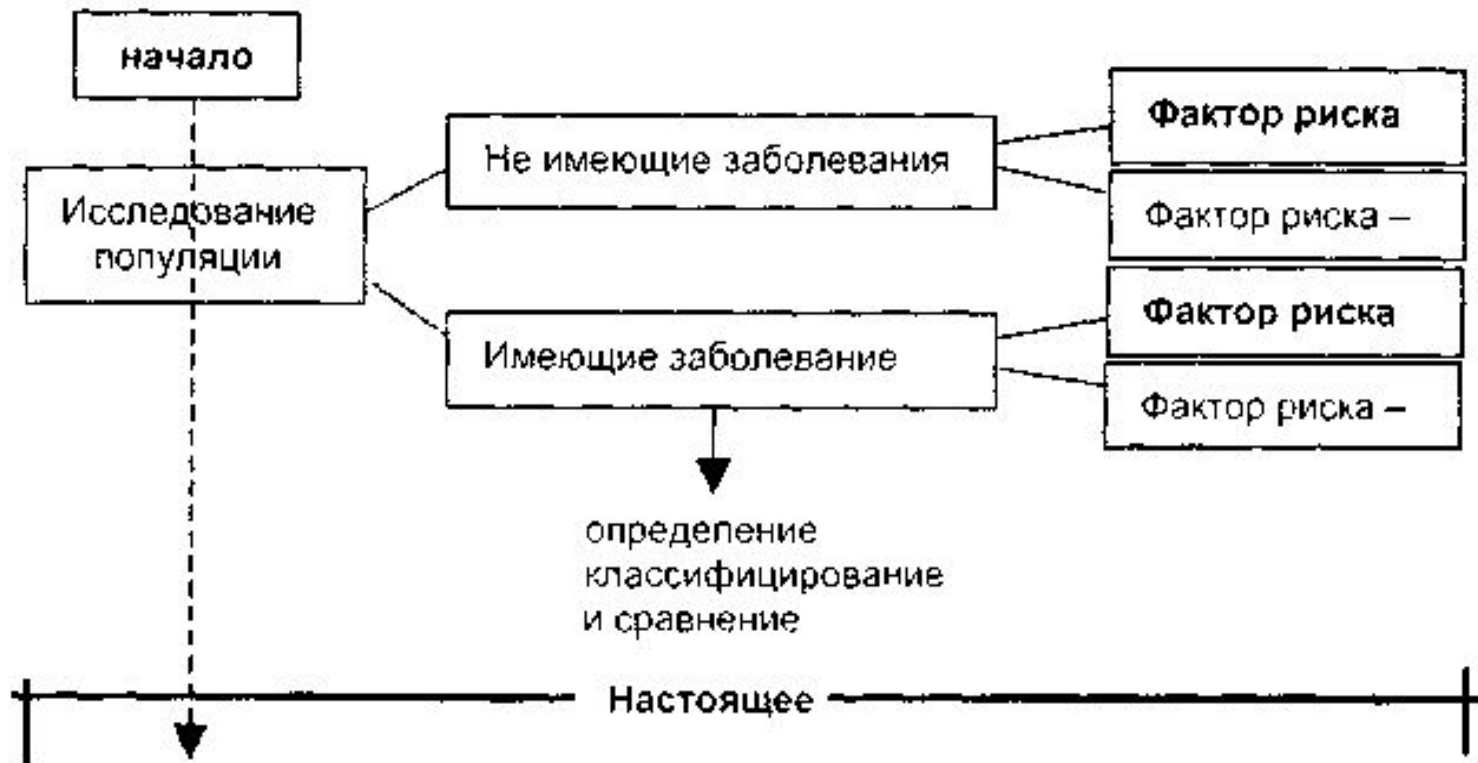 начало
Не имеющие заболевания
Фактор риска
Фактор риска –
Исследование
популяции
Имеющие заболевание
Фактор риска
Фактор риска –
определение
классифицирование
и сравнение
Настоящее